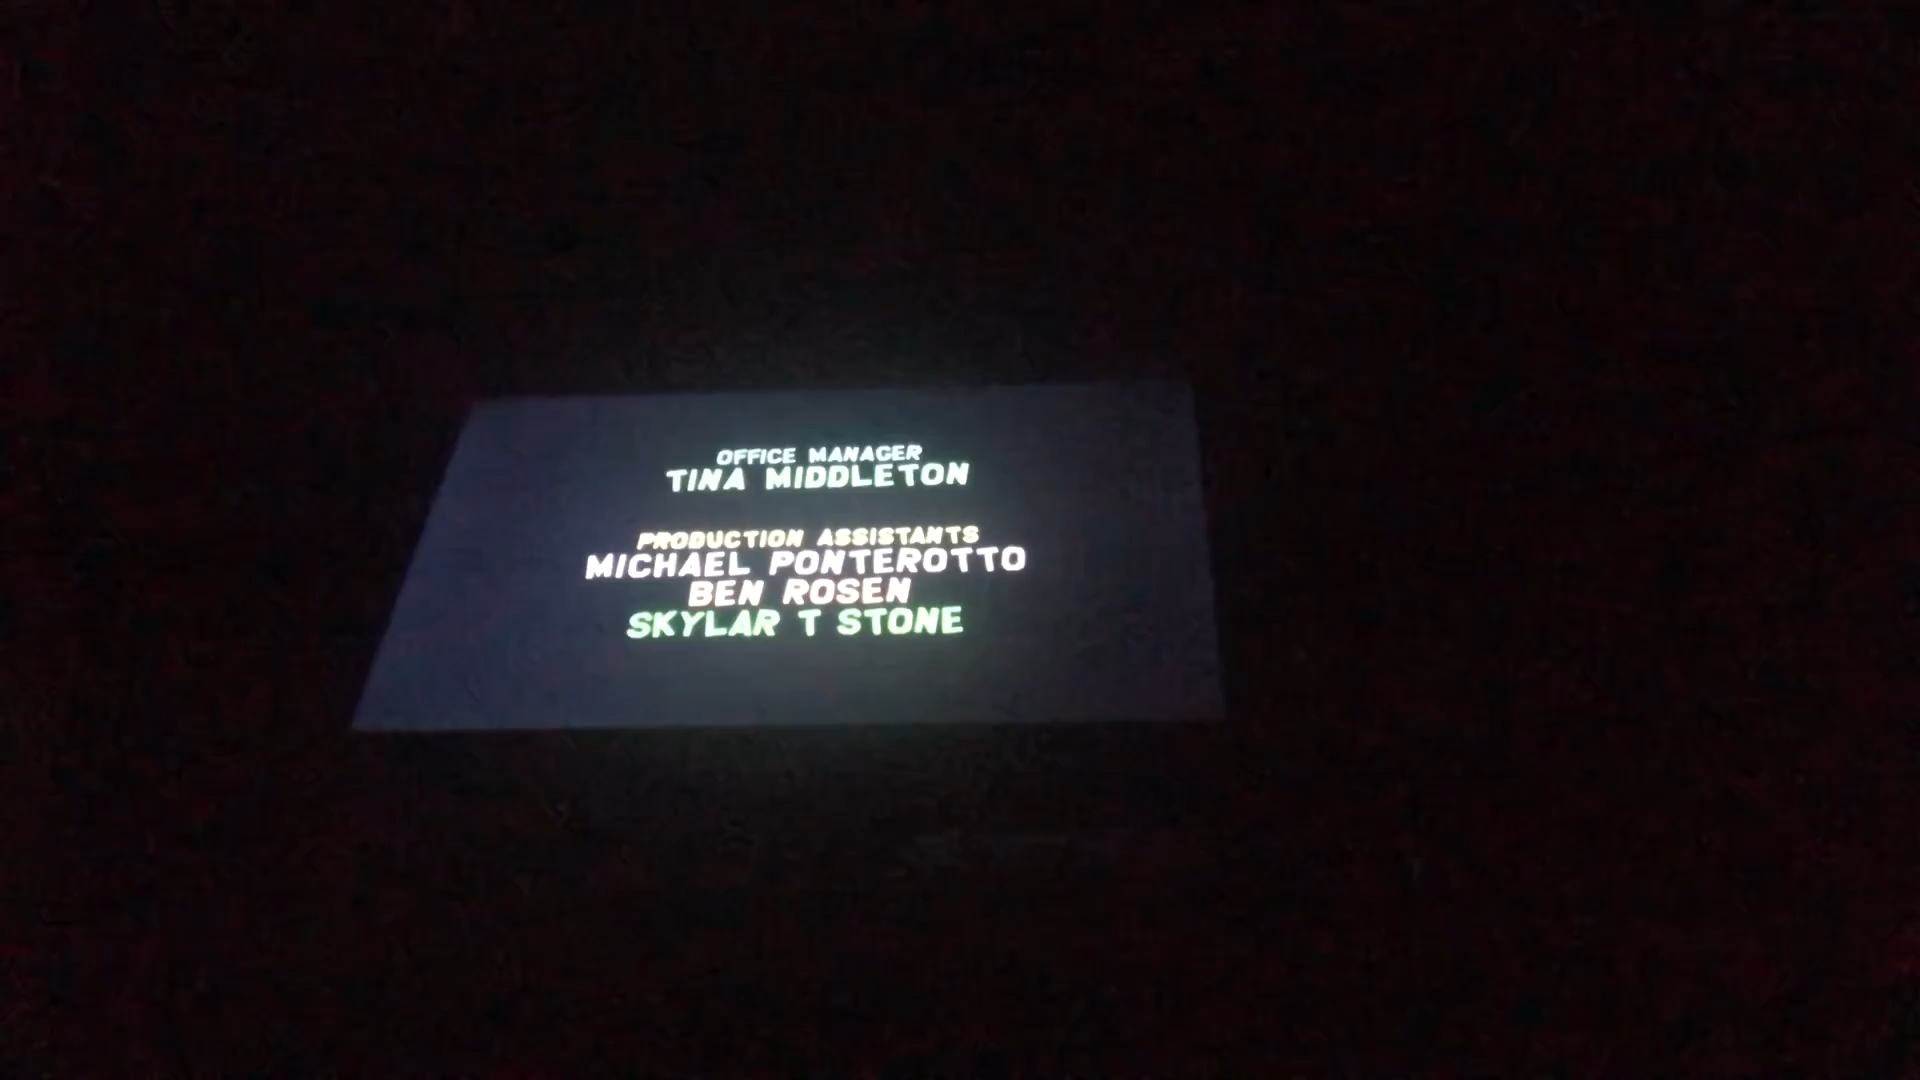 OFFICE MANAGER
TINA MIDDLETON
PRODUCTION ASSISTANTS
MICHAEL PONTEROTTO
BEN ROSEN
SKYLAR T STONE